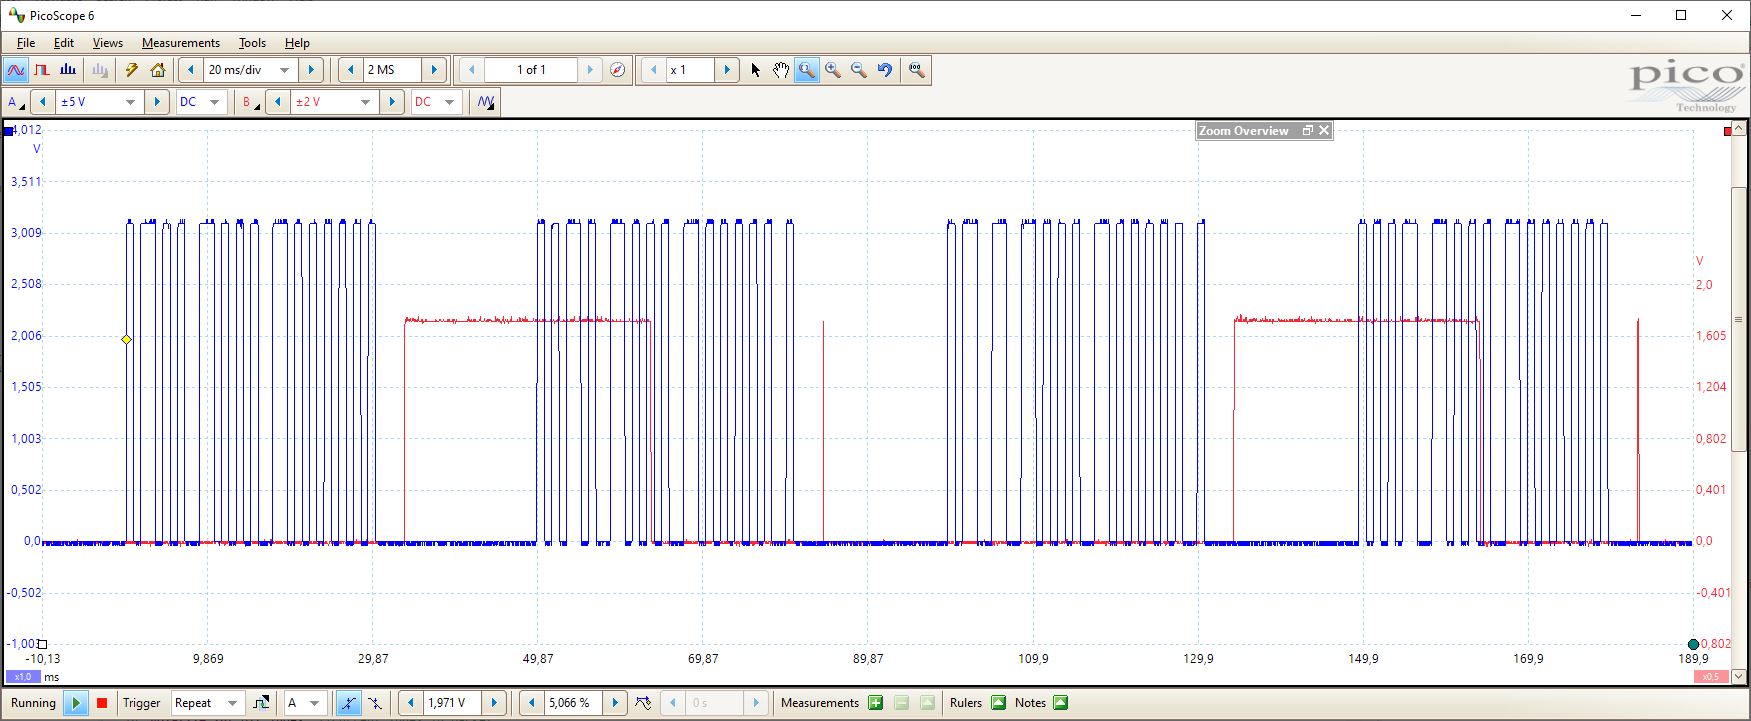 PicoScope 6
File Edit Views Measurements Tools Help
20 ms/div 2 MS 1 of 1 x 1
A ±5 V DC B ±2 V DC
pico
Technology
Zoom Overview
4,012
V
3,511
3,009
2,508
2,006
1,505
1,003
0,502
0,0
-0,502
-1,003
V
2,0
1,605
1,204
0,802
0,401
0,0
-0,401
-0,802
-10,13 9,869 29,87 49,87 69,87 89,87 109,9 129,9 149,9 169,9 189,9
x1,0 ms x0,5
Running Trigger Repeat A 1,971 V 5,066 % 0 s Measurements Rulers Notes